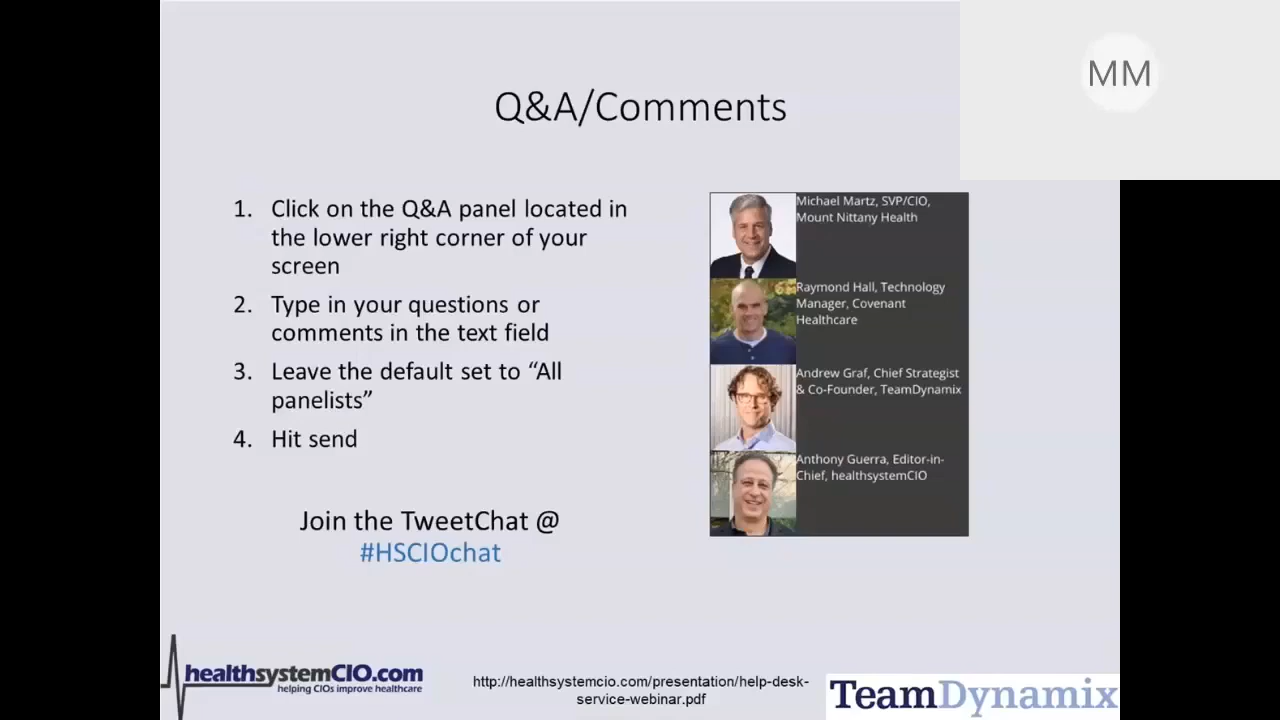 MM
Q&A/Comments
1. Click on the Q&A panel located in
the lower right corner of your
screen
2. Type in your questions or
comments in the text field
3. Leave the default set to “All
panelists”
4. Hit send
Join the TweetChat @
#HSCIOchat
Michael Martz, SVP/CIO,
Mount Nittany Health
Raymond Hall, Technology
Manager, Covenant
Healthcare
Andrew Graf, Chief Strategist
& Co-Founder, TeamDynamix
Anthony Guerra, Editor-in-
Chief, healthsystemCIO
healthsystemCIO.com
helping CIOs improve healthcare
http://healthsystemcio.com/presentation/help-desk-
service-webinar.pdf
TeamDynamix